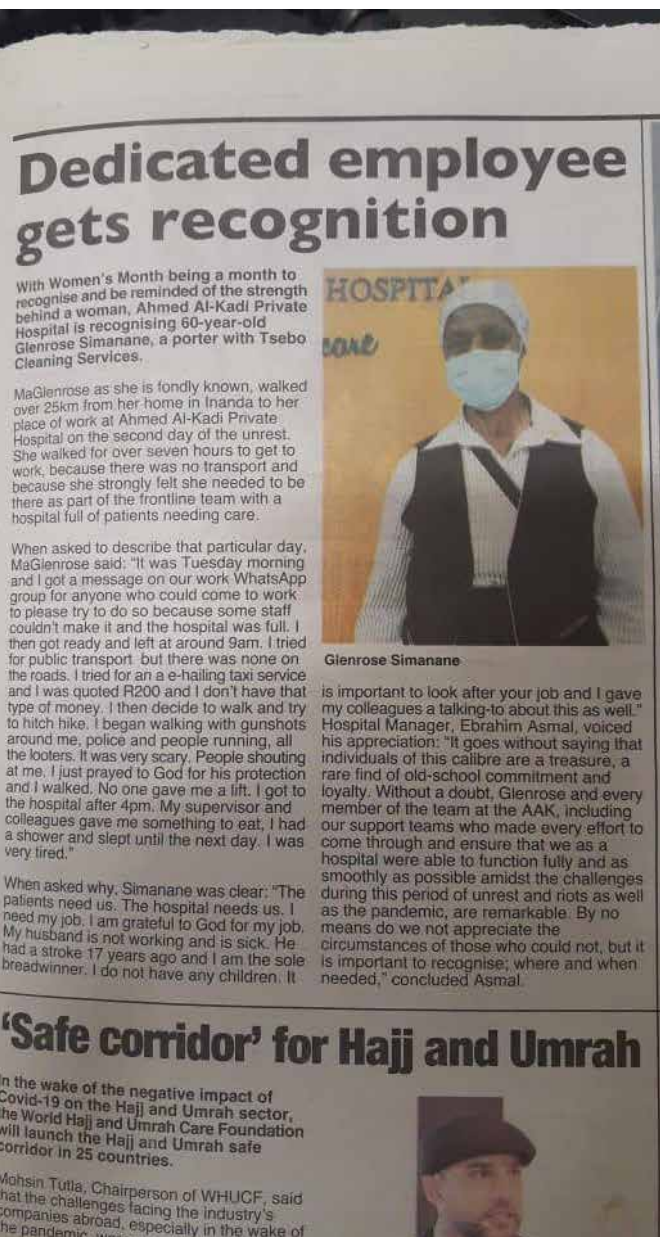 Dedicated employee
gets recognition
With Women's Month being a month to
recognise and be reminded of the strength
behind a woman, Ahmed Al-Kadi Private
Hospital is recognising 60-year-old
Glenrose Simanane, a porter with Tsebo
Cleaning Services.
MaGlenrose as she is fondly known, walked
over 25km from her home in Inanda to her
place of work at Ahmed Al-Kadi Private
Hospital on the second day of the unrest.
She walked for over seven hours to get to
work, because there was no transport and
because she strongly felt she needed to be
there as part of the frontline team with a
hospital full of patients needing care.
When asked to describe that particular day,
MaGlenrose said: "It was Tuesday morning
and I got a message on our work WhatsApp
group for anyone who could come to work
to please try to do so because some staff
couldn't make it and the hospital was full. I
then got ready and left at around 9am. I tried
for public transport but there was none on
the roads. I tried for an a e-hailing taxi service
and I was quoted R200 and I don't have that
type of money. I then decide to walk and try
to hitch hike. I began walking with gunshots
around me, police and people running, all
the looters. It was very scary. People shouting
at me. I just prayed to God for his protection
and I walked. No one gave me a lift. I got to
the hospital after 4pm. My supervisor and
colleagues gave me something to eat, I had
a shower and slept until the next day. I was
very tired."
When asked why, Simanane was clear: "The
patients need us. The hospital needs us. I
need my job. I am grateful to God for my job.
My husband is not working and is sick. He
had a stroke 17 years ago and I am the sole
breadwinner. I do not have any children. It
HOSPITAL
care
Glenrose Simanane
is important to look after your job and I gave
my colleagues a talking-to about this as well."
Hospital Manager, Ebrahim Asmal, voiced
his appreciation: "It goes without saying that
individuals of this calibre are a treasure, a
rare find of old-school commitment and
loyalty. Without a doubt, Glenrose and every
member of the team at the AAK, including
our support teams who made every effort to
come through and ensure that we as a
hospital were able to function fully and as
smoothly as possible amidst the challenges
during this period of unrest and riots as well
as the pandemic, are remarkable. By no
means do we not appreciate the
circumstances of those who could not, but it
is important to recognise; where and when
needed," concluded Asmal.
'Safe corridor' for Hajj and Umrah
In the wake of the negative impact of
Covid-19 on the Hajj and Umrah sector,
the World Hajj and Umrah Care Foundation
will launch the Hajj and Umrah safe
corridor in 25 countries.
Mohsin Tutla, Chairperson of WHUCF, said
that the challenges facing the industry's
companies abroad, especially in the wake of
the pandemic